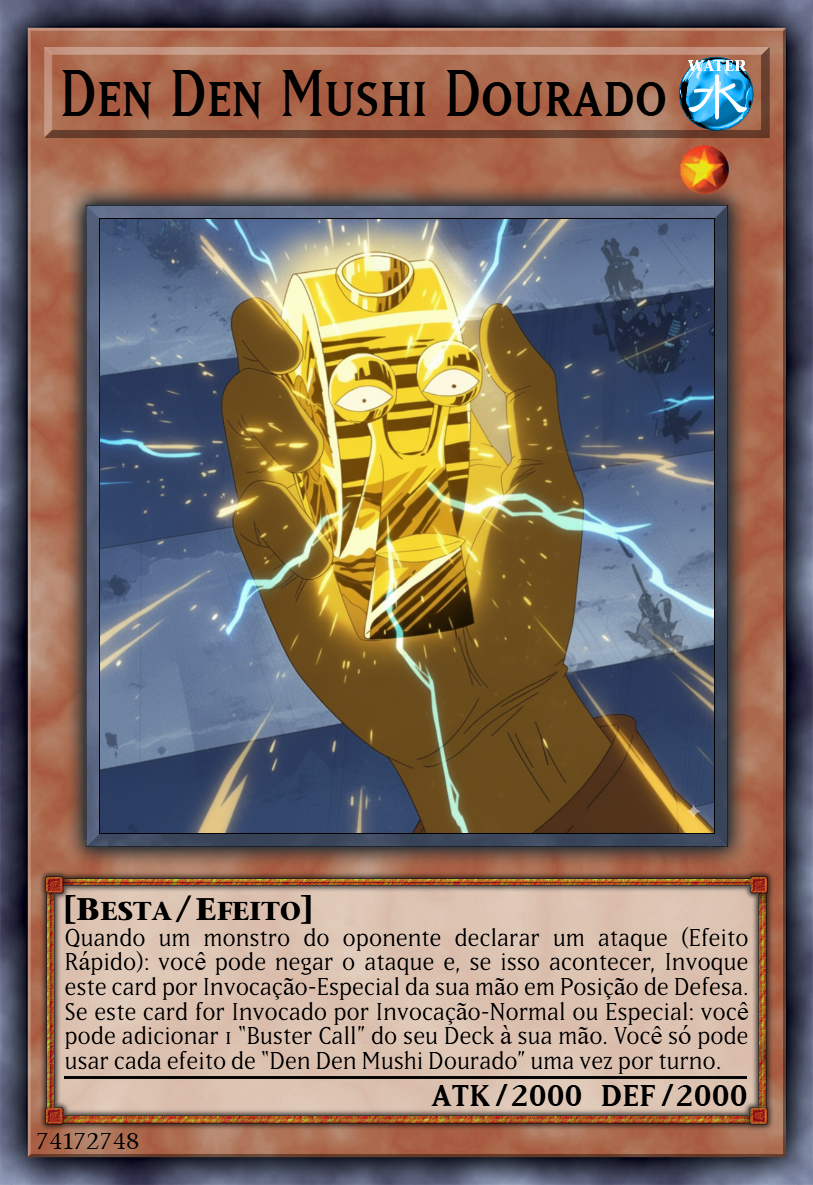 Den Den Mushi Dourado
WATER
水
[Besta/Efeito]
Quando um monstro do oponente declarar um ataque (Efeito
Rápido): você pode negar o ataque e, se isso acontecer, Invoque
este card por Invocação-Especial da sua mão em Posição de Defesa.
Se este card for Invocado por Invocação-Normal ou Especial: você
pode adicionar 1 "Buster Call" do seu Deck à sua mão. Você só pode
usar cada efeito de "Den Den Mushi Dourado" uma vez por turno.
ATK/2000 DEF/2000
74172748